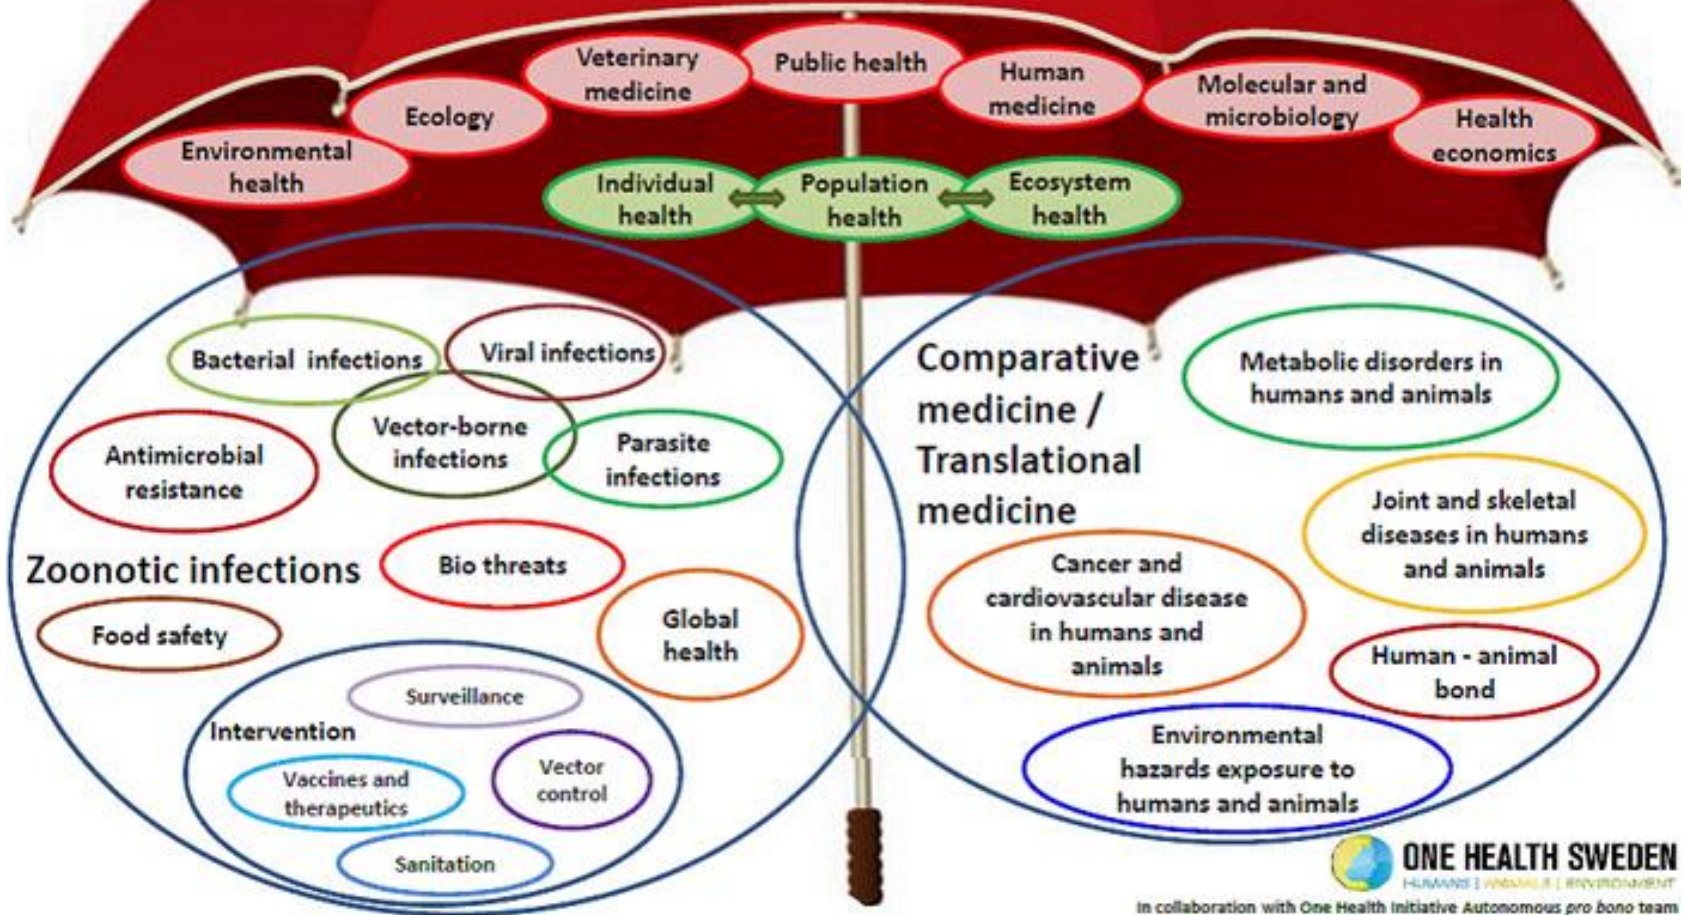 Public health
Veterinary
medicine
Human
medicine
Ecology
Molecular and
microbiology
Environmental
health
Health
economics
Individual
health
Population
health
Ecosystem
health
Bacterial infections
Viral infections
Vector-borne
infections
Parasite
infections
Antimicrobial
resistance
Zoonotic infections
Bio threats
Food safety
Global
health
Surveillance
Intervention
Vaccines and
therapeutics
Vector
control
Sanitation
Comparative
medicine /
Translational
medicine
Metabolic disorders in
humans and animals
Joint and skeletal
diseases in humans
and animals
Cancer and
cardiovascular disease
in humans and
animals
Human - animal
bond
Environmental
hazards exposure to
humans and animals
ONE HEALTH SWEDEN
HUMANS | ANIMALS | ENVIRONMENT
In collaboration with One Health Initiative Autonomous pro bono team